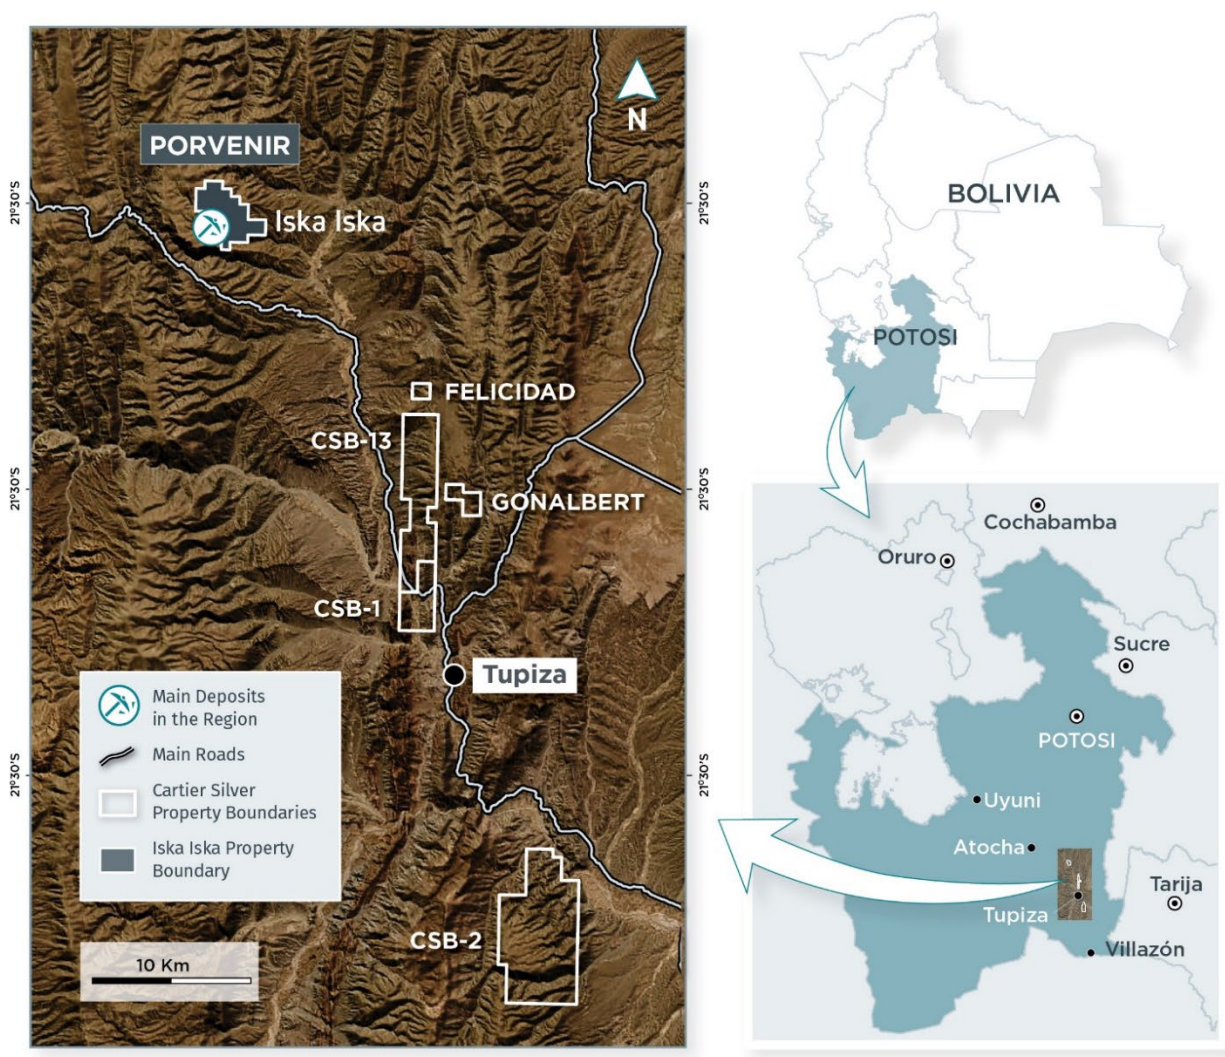 N
PORVENIR
Iska Iska
21°30'S
21°30'S
FELICIDAD
CSB-13
GONALBERT
21°30'S
21°30'S
CSB-1
Tupiza
21°30'S
21°30'S
Main Deposits
in the Region
Main Roads
Cartier Silver
Property Boundaries
Iska Iska Property
Boundary
CSB-2
10 Km
BOLIVIA
POTOSI
Cochabamba
Oruro
Sucre
POTOSI
Uyuni
Atocha
Tarija
Tupiza
Villazón